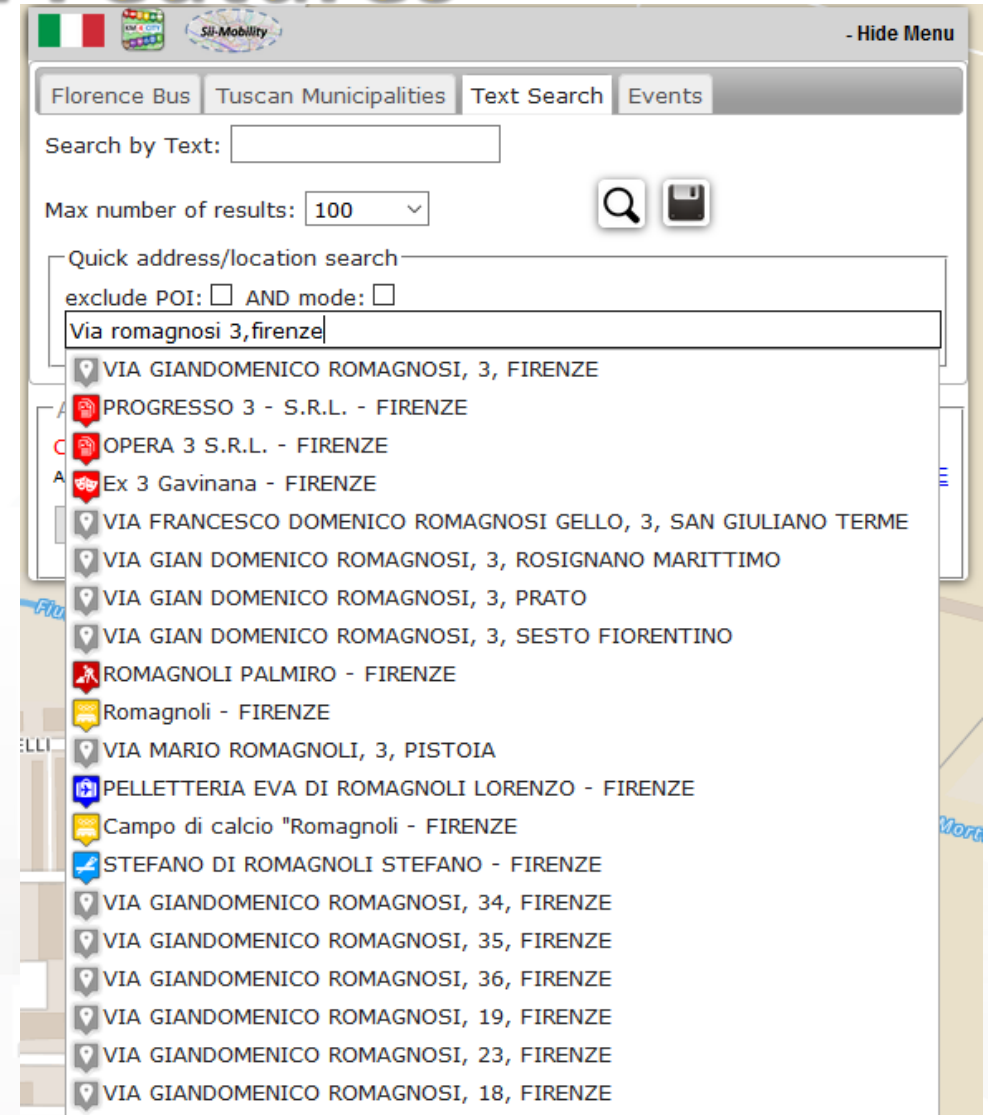 KM 4 CITY
Sii-Mobility
- Hide Menu
Florence Bus Tuscan Municipalities Text Search Events
Search by Text:
Max number of results: 100
Quick address/location search
exclude POI: AND mode:
Via romagnosi 3,firenze
VIA GIANDOMENICO ROMAGNOSI, 3, FIRENZE
PROGRESSO 3 - S.R.L. - FIRENZE
OPERA 3 S.R.L. - FIRENZE
Ex 3 Gavinana - FIRENZE
VIA FRANCESCO DOMENICO ROMAGNOSI GELLO, 3, SAN GIULIANO TERME
VIA GIAN DOMENICO ROMAGNOSI, 3, ROSIGNANO MARITTIMO
VIA GIAN DOMENICO ROMAGNOSI, 3, PRATO
VIA GIAN DOMENICO ROMAGNOSI, 3, SESTO FIORENTINO
ROMAGNOLI PALMIRO - FIRENZE
Romagnoli - FIRENZE
VIA MARIO ROMAGNOLI, 3, PISTOIA
PELLETTERIA EVA DI ROMAGNOLI LORENZO - FIRENZE
Campo di calcio "Romagnoli - FIRENZE
STEFANO DI ROMAGNOLI STEFANO - FIRENZE
VIA GIANDOMENICO ROMAGNOSI, 34, FIRENZE
VIA GIANDOMENICO ROMAGNOSI, 35, FIRENZE
VIA GIANDOMENICO ROMAGNOSI, 36, FIRENZE
VIA GIANDOMENICO ROMAGNOSI, 19, FIRENZE
VIA GIANDOMENICO ROMAGNOSI, 23, FIRENZE
VIA GIANDOMENICO ROMAGNOSI, 18, FIRENZE